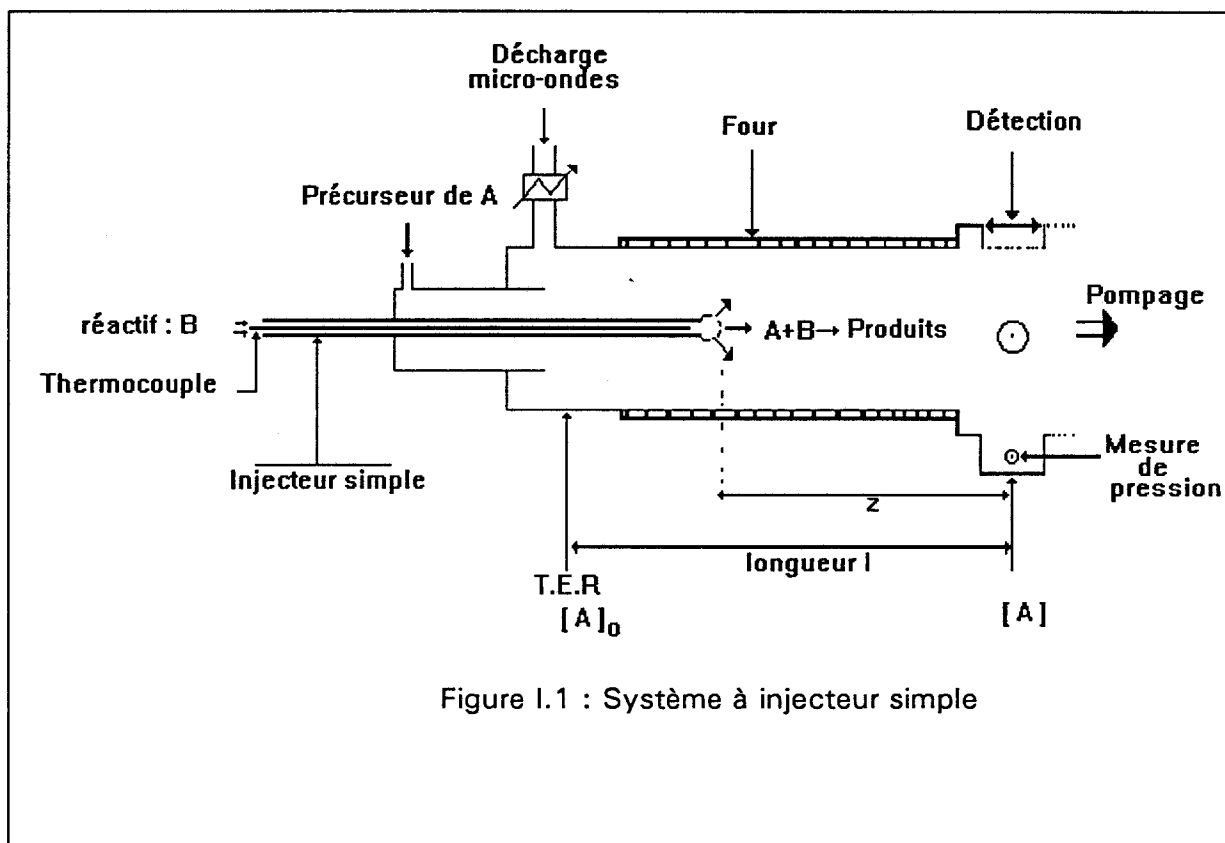 Décharge
micro-ondes
Four
Détection
Précurseur de A
réactif : B
A+B→ Produits
Pompage
Thermocouple
Injecteur simple
Mesure
de
pression
z
longueur l
T.E.R
[A]₀
[A]
Figure I.1 : Système à injecteur simple